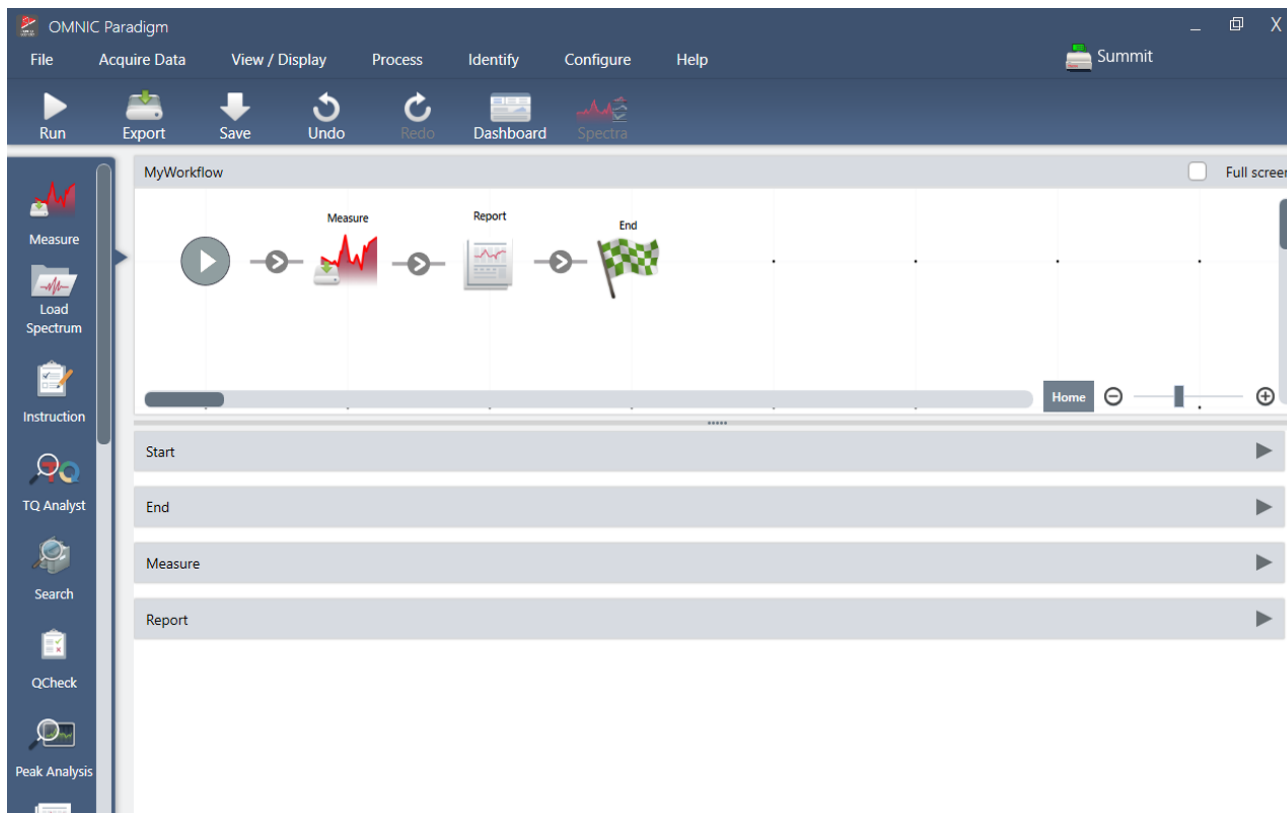 OMNIC Paradigm
File Acquire Data View / Display Process Identify Configure Help Summit
Run Export Save Undo Redo Dashboard Spectra
MyWorkflow Full screen
Measure Report End
Measure
Load
Spectrum
Instruction
TQ Analyst
Search
QCheck
Peak Analysis
Home
Start
End
Measure
Report